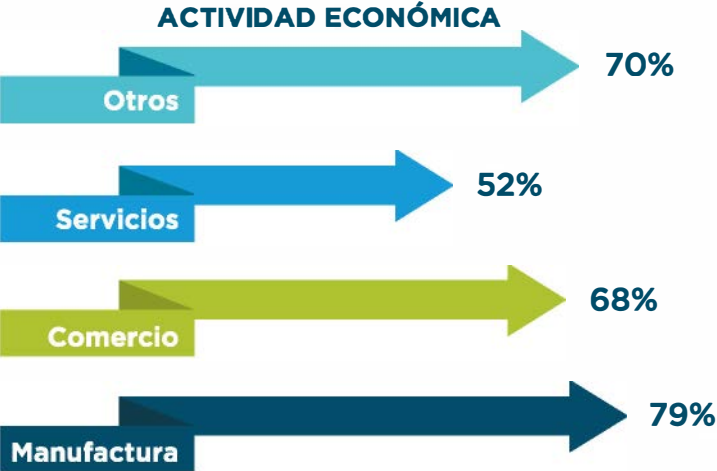 ACTIVIDAD ECONÓMICA
70%
Otros
52%
Servicios
68%
Comercio
79%
Manufactura